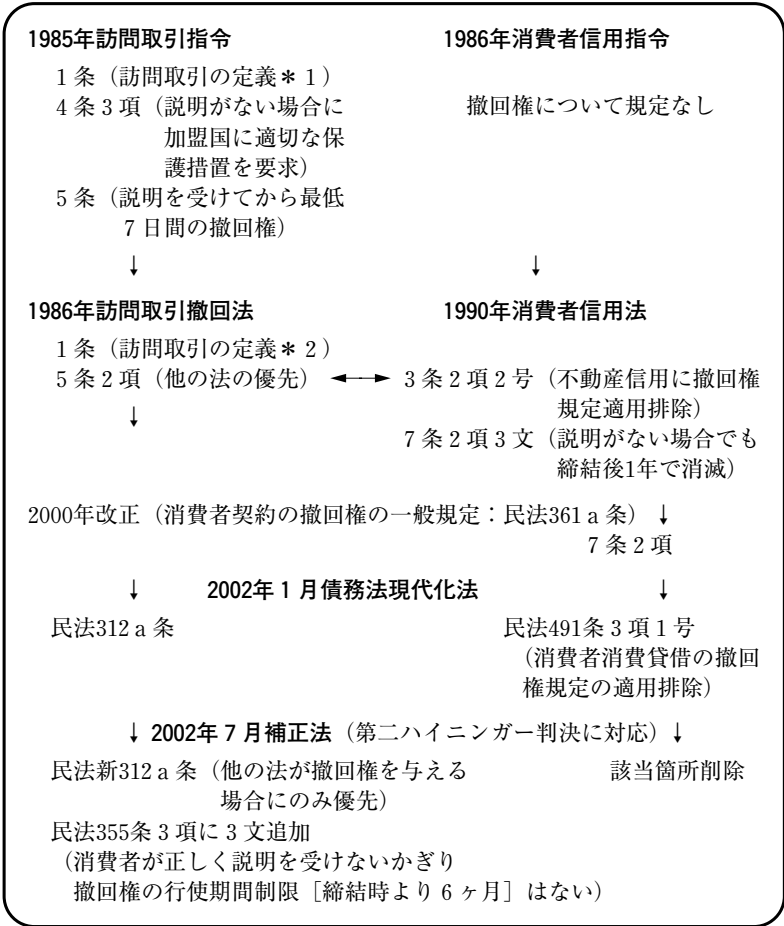 1985年訪問取引指令　　1986年消費者信用指令
1条（訪問取引の定義＊1）
4条3項（説明がない場合に　　撤回権について規定なし
加盟国に適切な保
護措置を要求）
5条（説明を受けてから最低
7日間の撤回権）
↓　　↓
1986年訪問取引撤回法　　1990年消費者信用法
1条（訪問取引の定義＊2）
5条2項（他の法の優先）←→ 3条2項2号（不動産信用に撤回権
↓　　規定適用排除）
7条2項3文（説明がない場合でも
締結後1年で消滅）
2000年改正（消費者契約の撤回権の一般規定：民法361a条）↓
7条2項
↓　　2002年1月債務法現代化法　　↓
民法312a条　　民法491条3項1号
（消費者消費貸借の撤回
権規定の適用排除）
↓ 2002年7月補正法（第二ハイニンガー判決に対応）↓
民法新312a条（他の法が撤回権を与える　　該当箇所削除
場合にのみ優先）
民法355条3項に3文追加
（消費者が正しく説明を受けないかぎり
撤回権の行使期間制限［締結時より6ヶ月］はない）